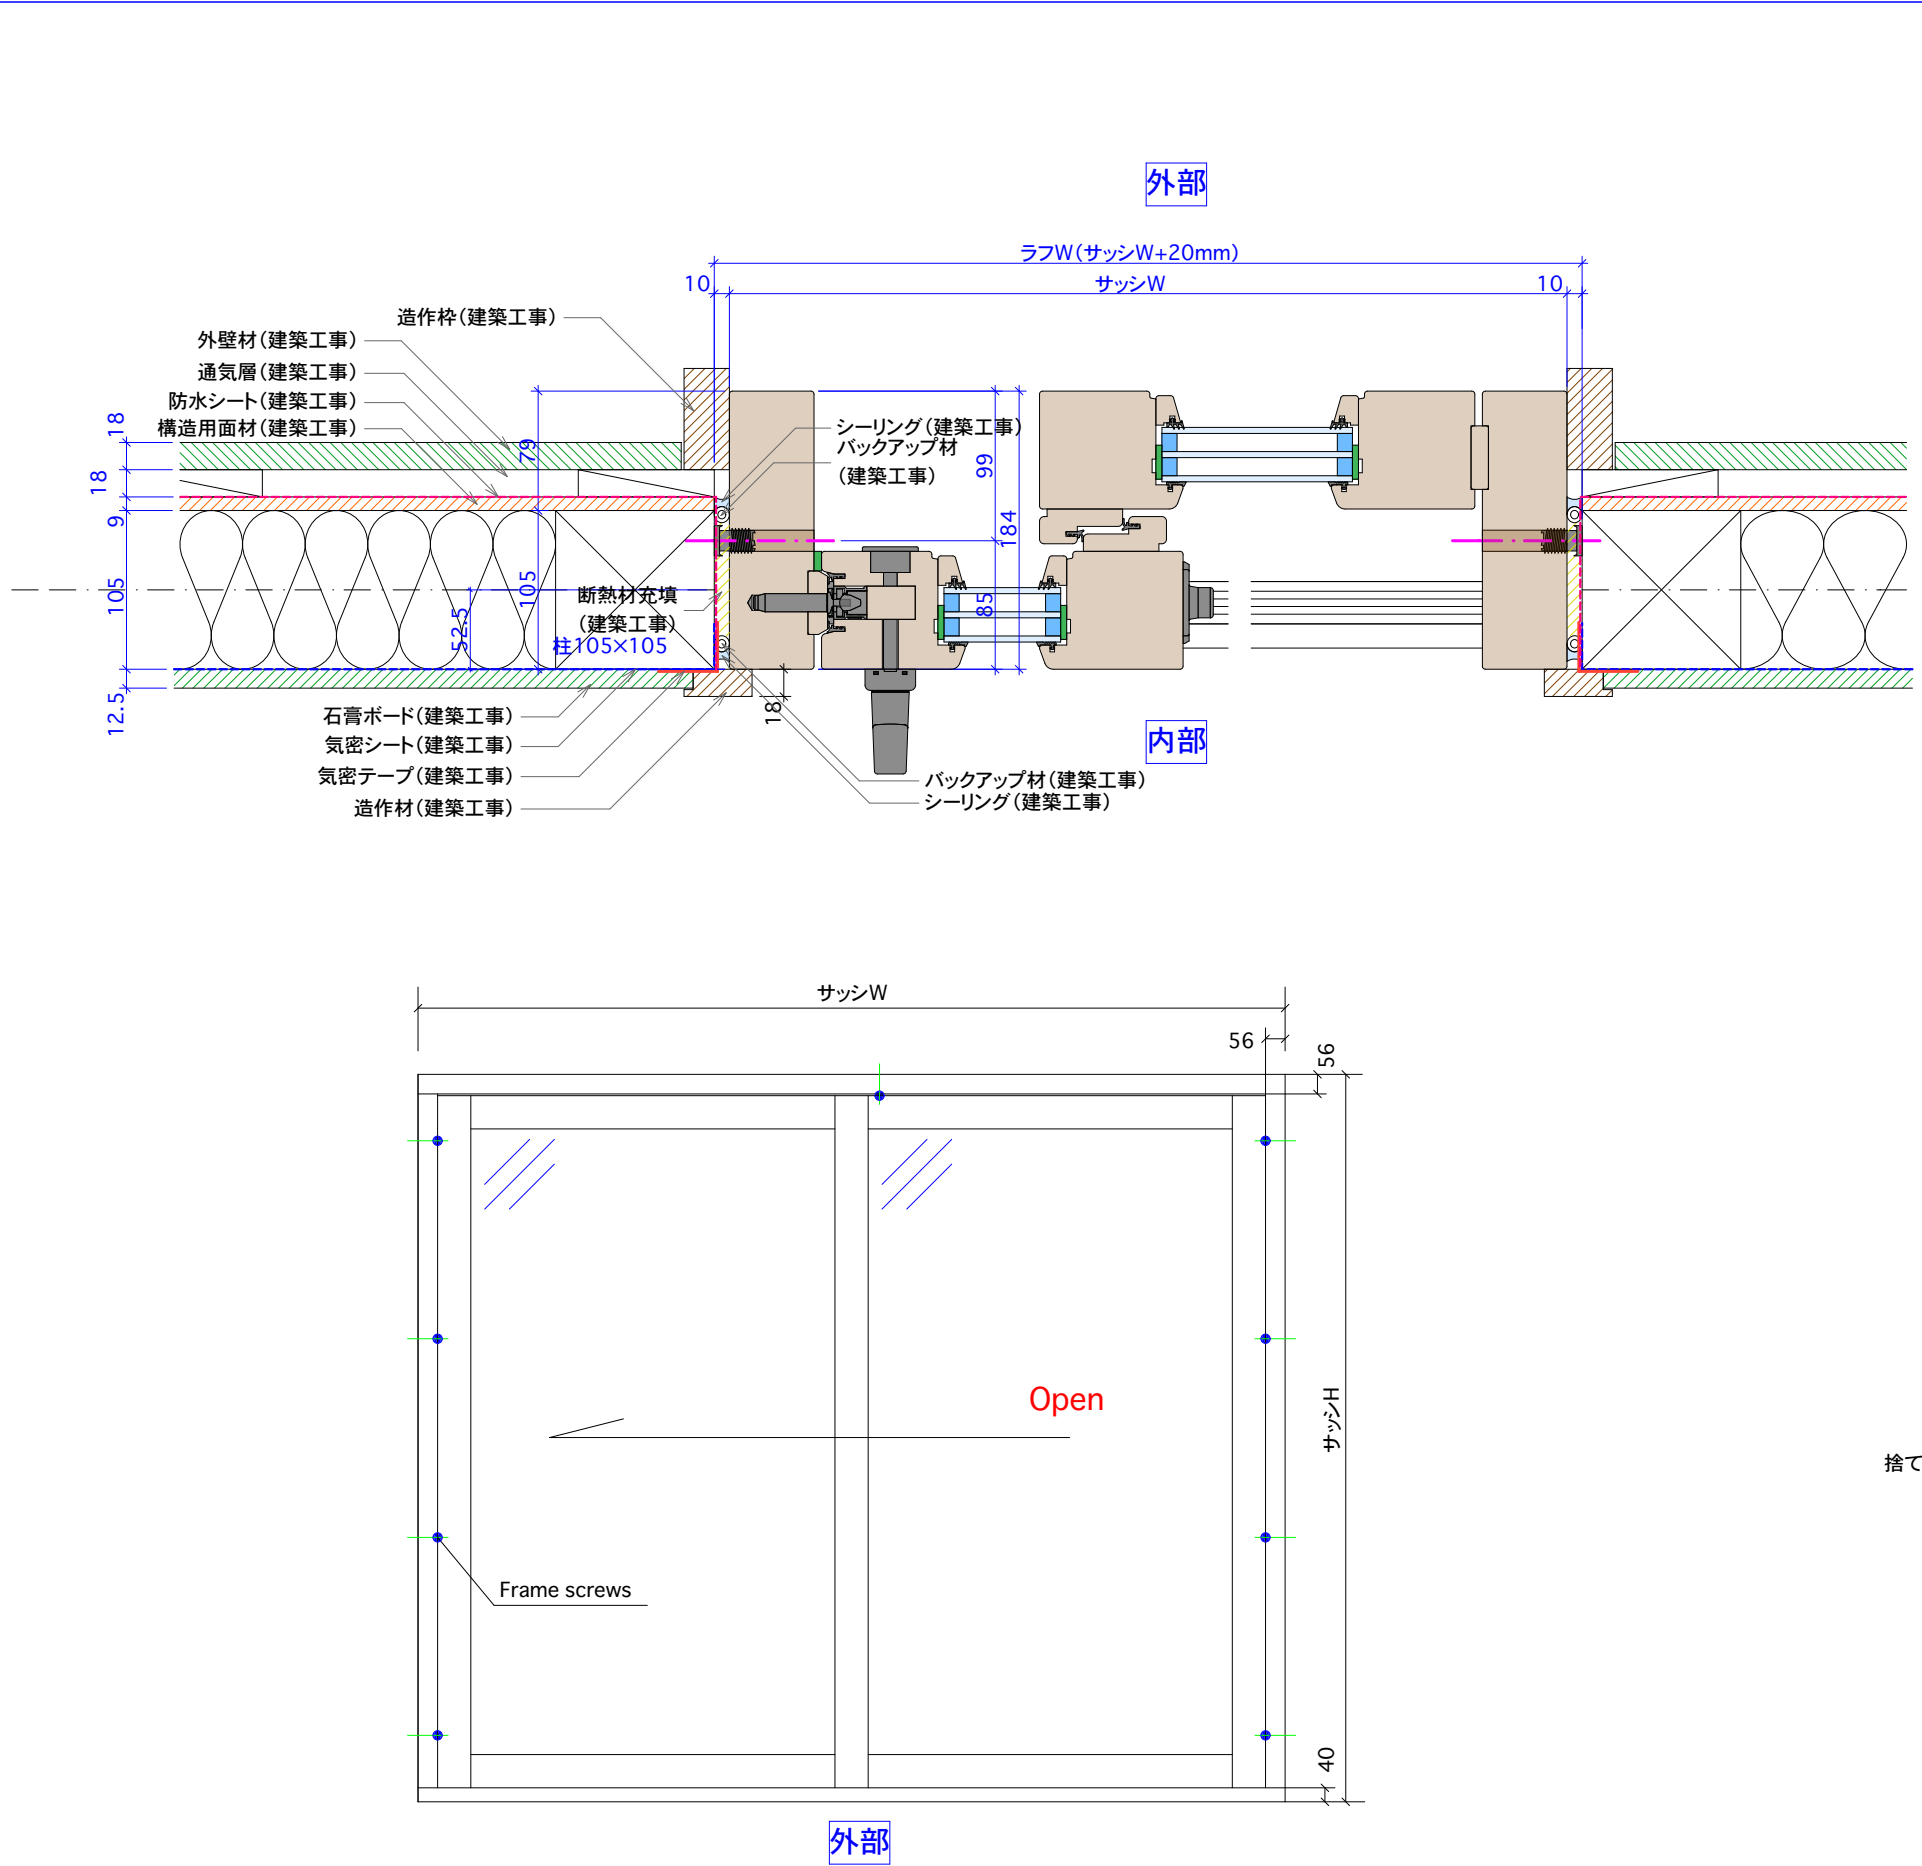 外部
ラフW(サッシW+20mm)
10
サッシW
10
造作枠(建築工事)
外壁材(建築工事)
通気層(建築工事)
防水シート(建築工事)
構造用面材(建築工事)
18
18
9
105
12.5
79
105
52.5
シーリング(建築工事)
バックアップ材
(建築工事)
99
184
85
断熱材充填
(建築工事)
柱105×105
18
石膏ボード(建築工事)
気密シート(建築工事)
気密テープ(建築工事)
造作材(建築工事)
内部
バックアップ材(建築工事)
シーリング(建築工事)
サッシW
56
56
Open
サッシH
捨て
Frame screws
40
外部